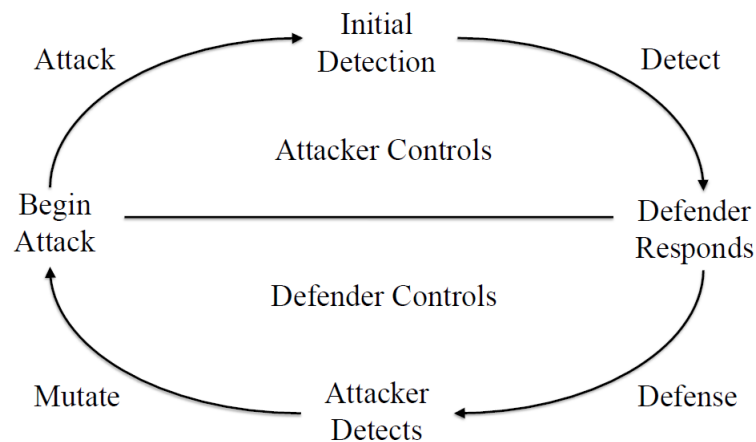 Initial
Detection
Attack
Detect
Attacker Controls
Begin
Attack
Defender
Responds
Defender Controls
Mutate
Attacker
Detects
Defense